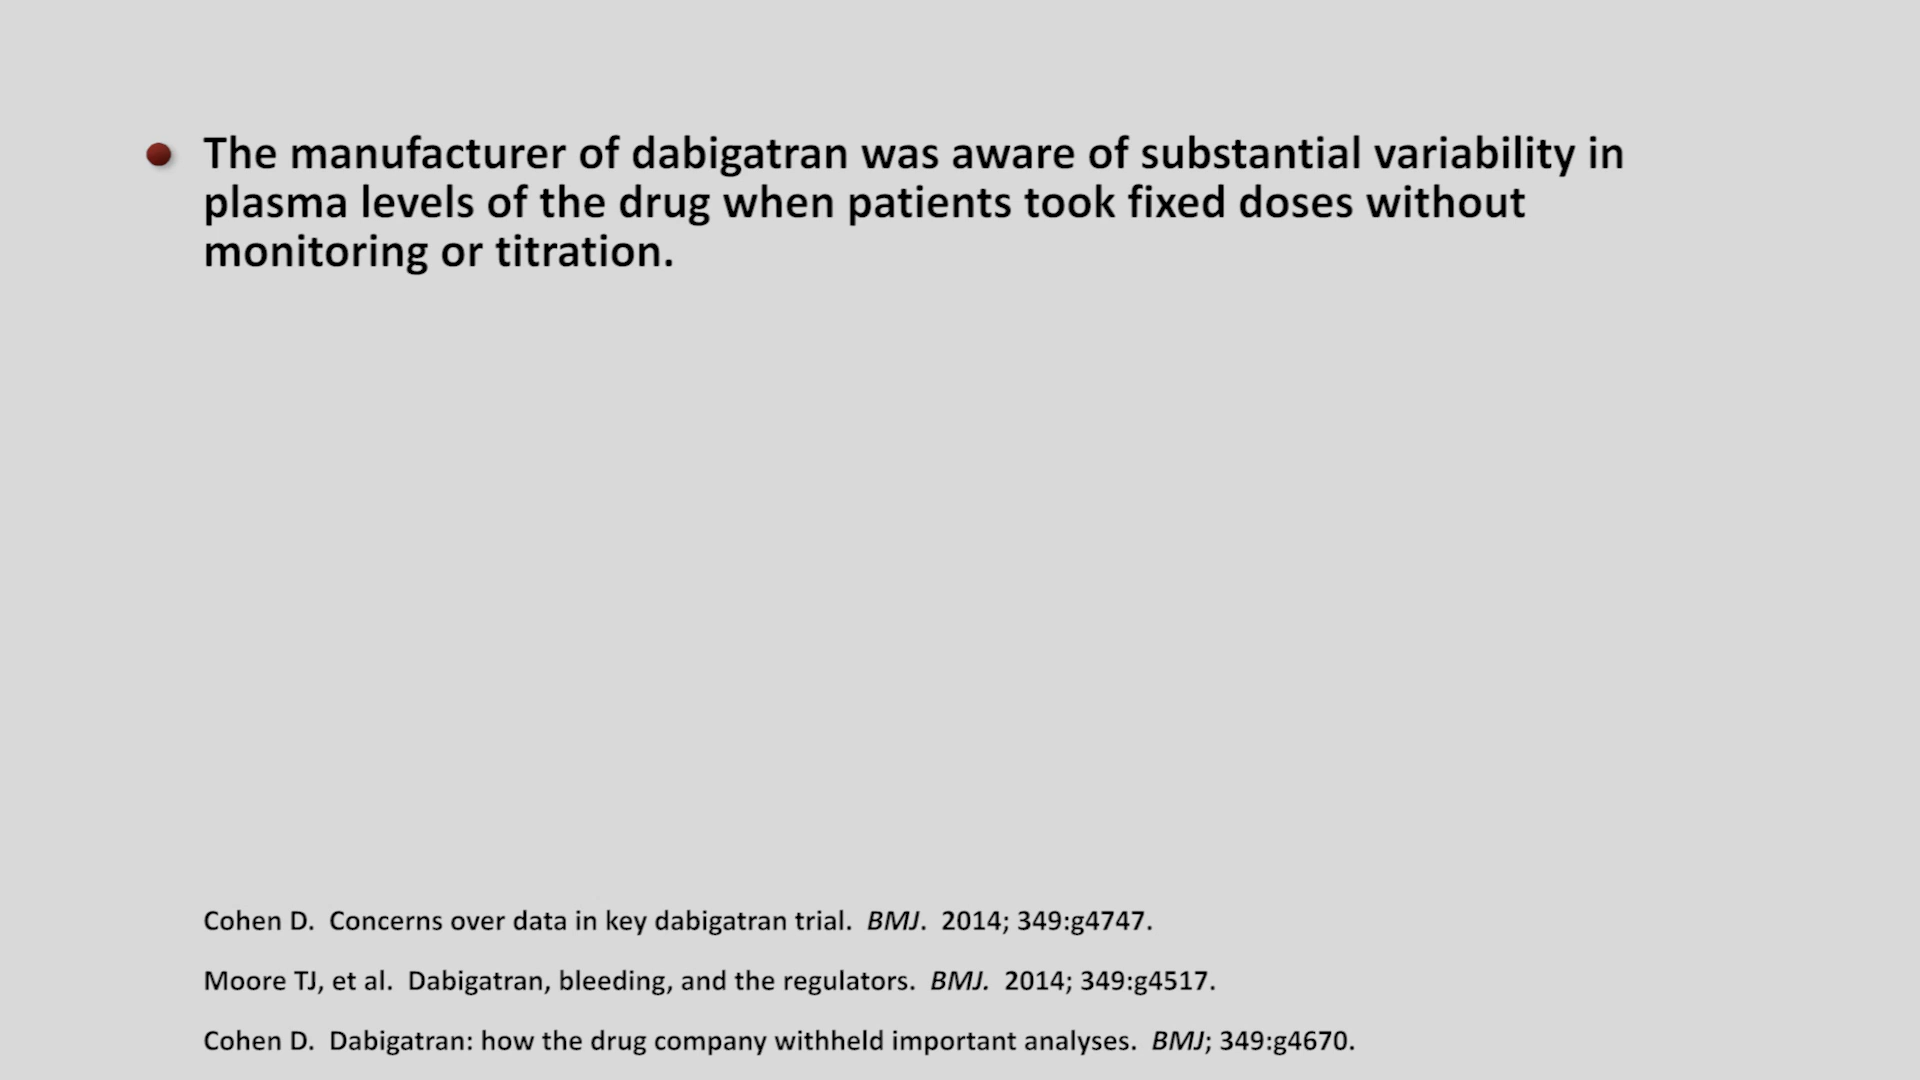 The manufacturer of dabigatran was aware of substantial variability in
plasma levels of the drug when patients took fixed doses without
monitoring or titration.
Cohen D.  Concerns over data in key dabigatran trial.  BMJ.  2014; 349:g4747.
Moore TJ, et al.  Dabigatran, bleeding, and the regulators.  BMJ.  2014; 349:g4517.
Cohen D.  Dabigatran: how the drug company withheld important analyses.  BMJ; 349:g4670.